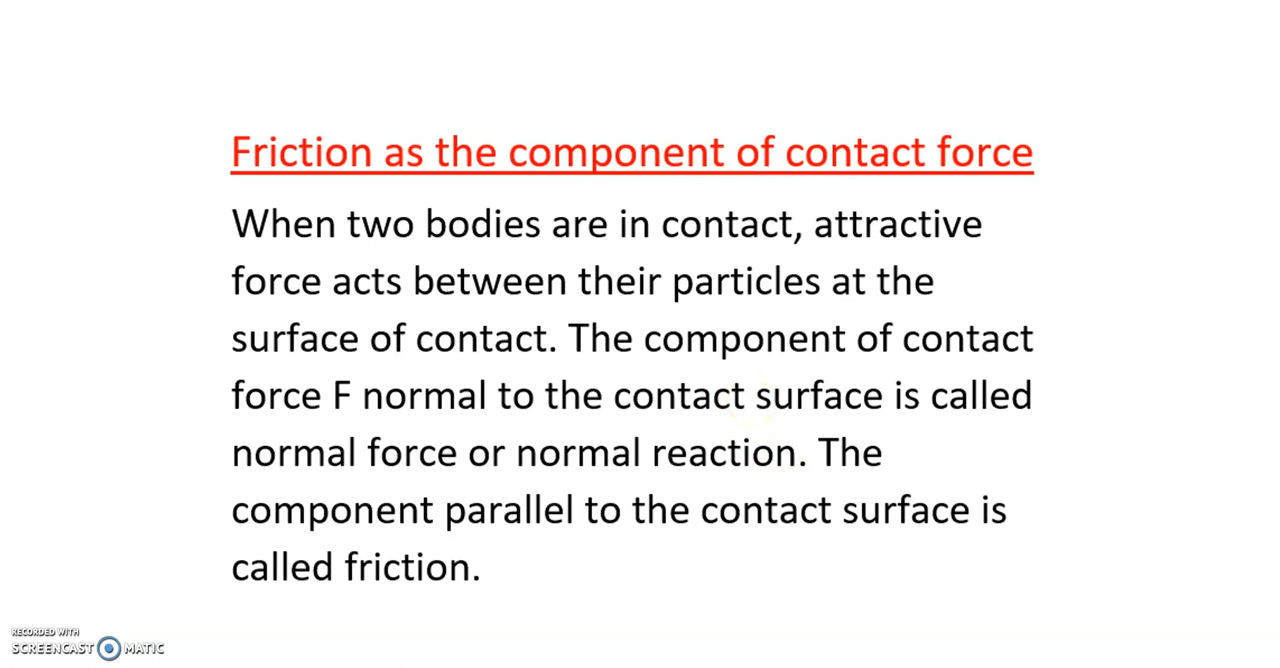 Friction as the component of contact force
When two bodies are in contact, attractive
force acts between their particles at the
surface of contact. The component of contact
force F normal to the contact surface is called
normal force or normal reaction. The
component parallel to the contact surface is
called friction.
RECORDED WITH
SCREENCAST MATIC